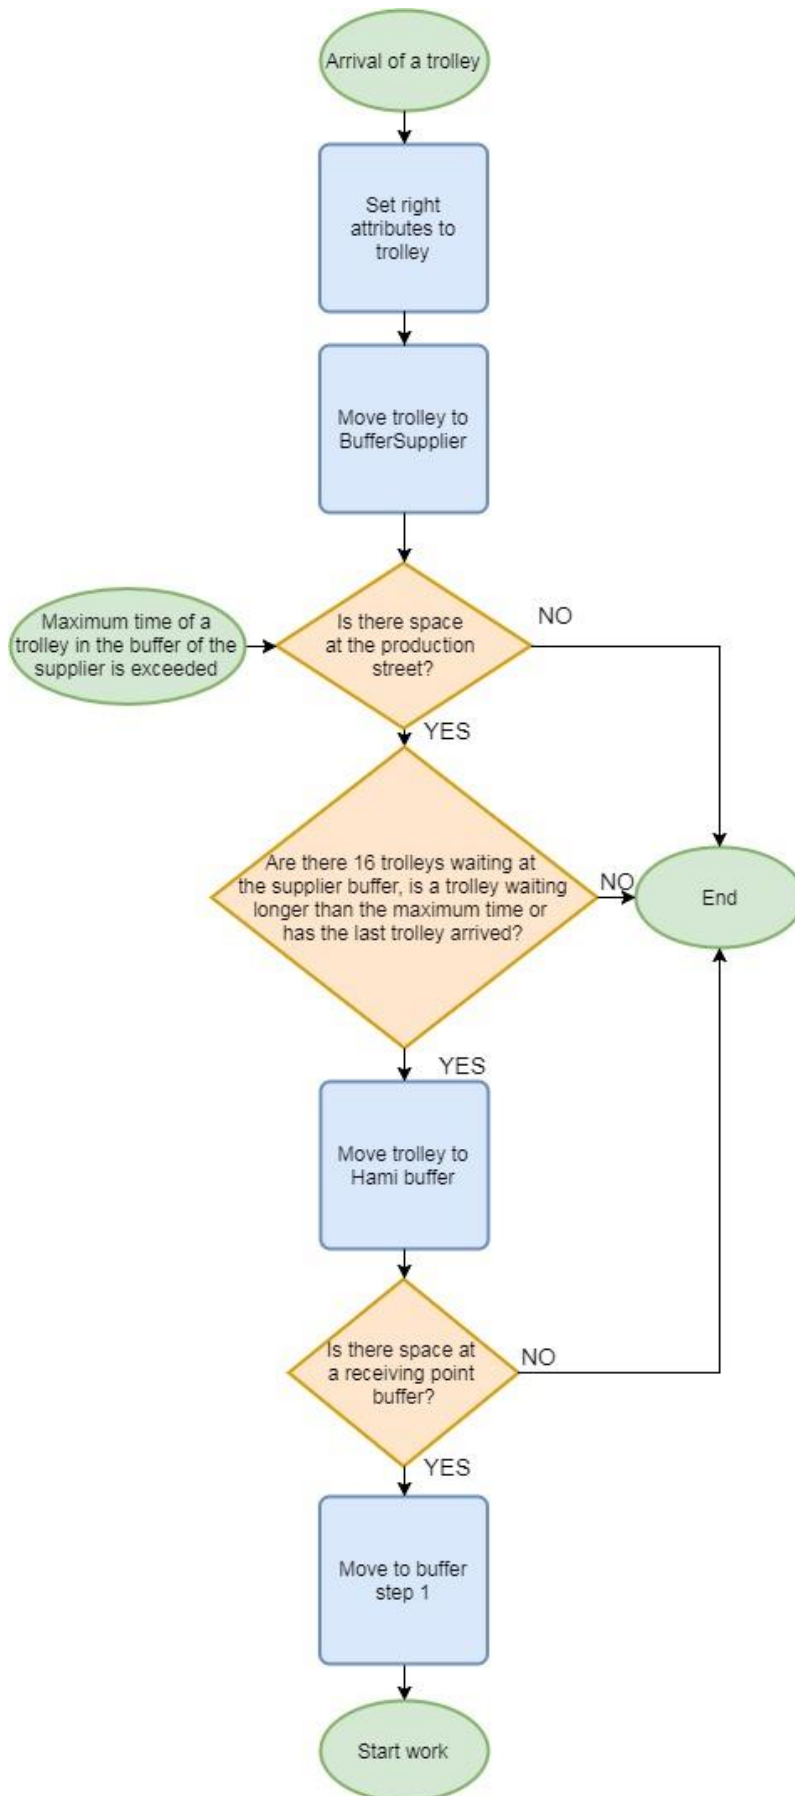 Arrival of a trolley
Set right
attributes to
trolley
Move trolley to
BufferSupplier
Maximum time of a
trolley in the buffer of the
supplier is exceeded
Is there space
at the production
street?
NO
YES
Are there 16 trolleys waiting at
the supplier buffer, is a trolley waiting
longer than the maximum time or
has the last trolley arrived?
NO
End
YES
Move trolley to
Hami buffer
Is there space at
a receiving point
buffer?
NO
YES
Move to buffer
step 1
Start work